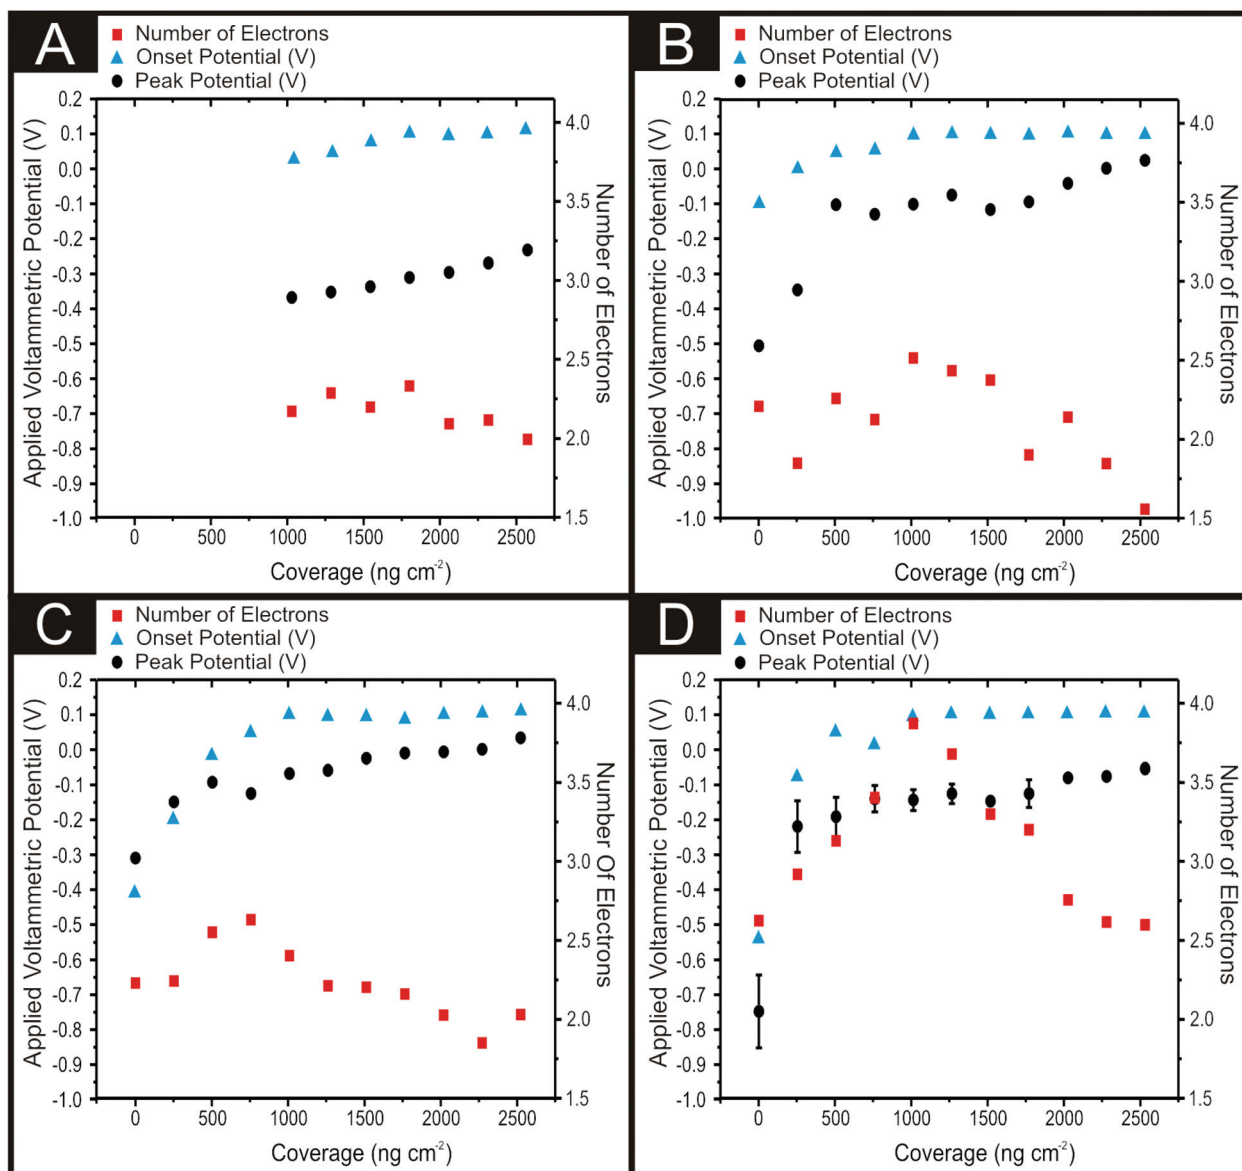 A
Number of Electrons
Onset Potential (V)
Peak Potential (V)
0.2
0.1
0.0
-0.1
-0.2
-0.3
-0.4
-0.5
-0.6
-0.7
-0.8
-0.9
-1.0
Applied Voltammetric Potential (V)
4.0
3.5
3.0
2.5
2.0
1.5
Number of Electrons
0 500 1000 1500 2000 2500
Coverage (ng cm⁻²)
B
Number of Electrons
Onset Potential (V)
Peak Potential (V)
0.2
0.1
0.0
-0.1
-0.2
-0.3
-0.4
-0.5
-0.6
-0.7
-0.8
-0.9
-1.0
Applied Voltammetric Potential (V)
4.0
3.5
3.0
2.5
2.0
1.5
Number of Electrons
0 500 1000 1500 2000 2500
Coverage (ng cm⁻²)
C
Number of Electrons
Onset Potential (V)
Peak Potential (V)
0.2
0.1
0.0
-0.1
-0.2
-0.3
-0.4
-0.5
-0.6
-0.7
-0.8
-0.9
-1.0
Applied Voltammetric Potential (V)
4.0
3.5
3.0
2.5
2.0
1.5
Number Of Electrons
0 500 1000 1500 2000 2500
Coverage (ng cm⁻²)
D
Number of Electrons
Onset Potential (V)
Peak Potential (V)
0.2
0.1
0.0
-0.1
-0.2
-0.3
-0.4
-0.5
-0.6
-0.7
-0.8
-0.9
-1.0
Applied Voltammetric Potential (V)
4.0
3.5
3.0
2.5
2.0
1.5
Number of Electrons
0 500 1000 1500 2000 2500
Coverage (ng cm⁻²)